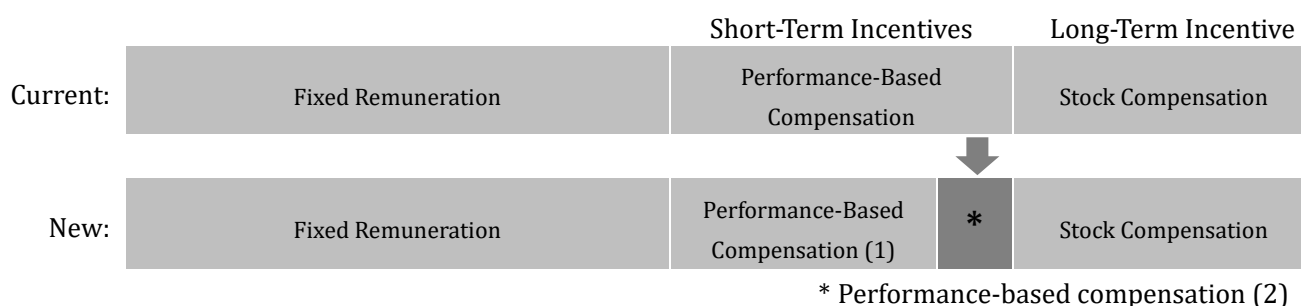 Short-Term Incentives Long-Term Incentive
Current: Fixed Remuneration Performance-Based Compensation Stock Compensation
New: Fixed Remuneration Performance-Based Compensation (1) * Stock Compensation
* Performance-based compensation (2)